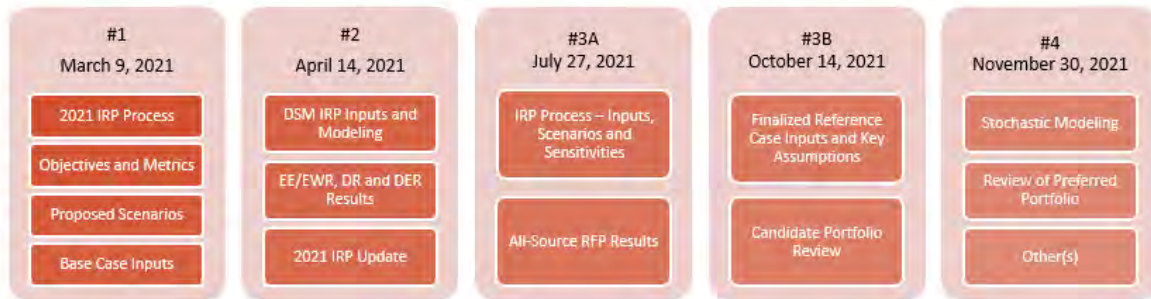 #1
March 9, 2021
2021 IRP Process
Objectives and Metrics
Proposed Scenarios
Base Case Inputs
#2
April 14, 2021
DSM IRP Inputs and
Modeling
EE/EWR, DR and DER
Results
2021 IRP Update
#3A
July 27, 2021
IRP Process – Inputs,
Scenarios and
Sensitivities
All-Source RFP Results
#3B
October 14, 2021
Finalized Reference
Case Inputs and Key
Assumptions
Candidate Portfolio
Review
#4
November 30, 2021
Stochastic Modeling
Review of Preferred
Portfolio
Other(s)